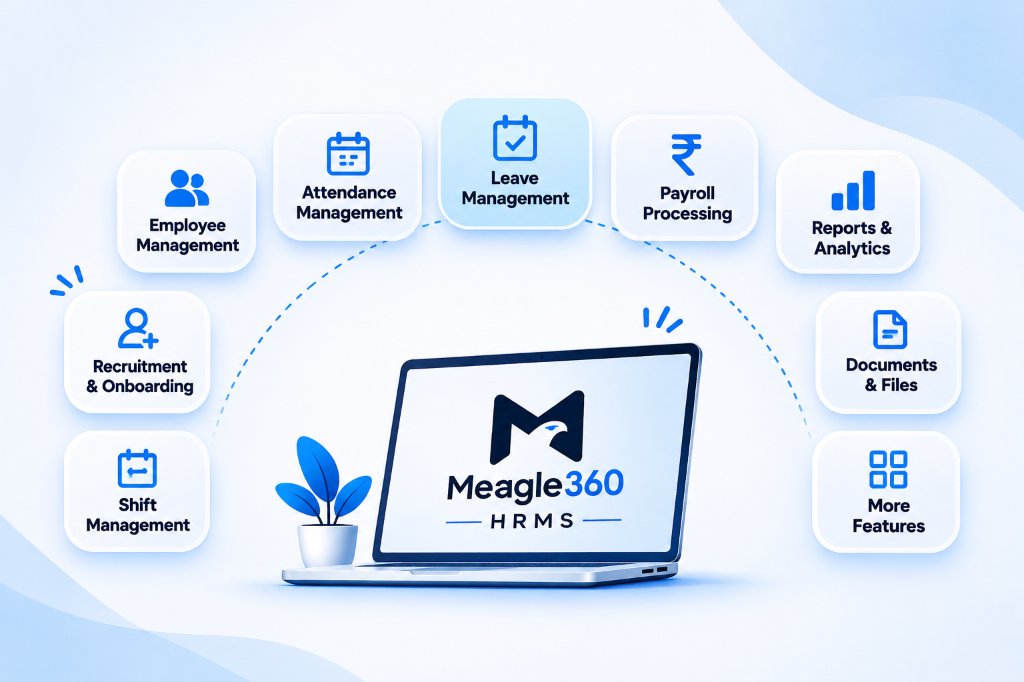 Leave
Management
Attendance
Management
Payroll
Processing
Employee
Management
Reports &
Analytics
Recruitment
& Onboarding
Documents
& Files
Shift
Management
More
Features
Meagle360
HRMS